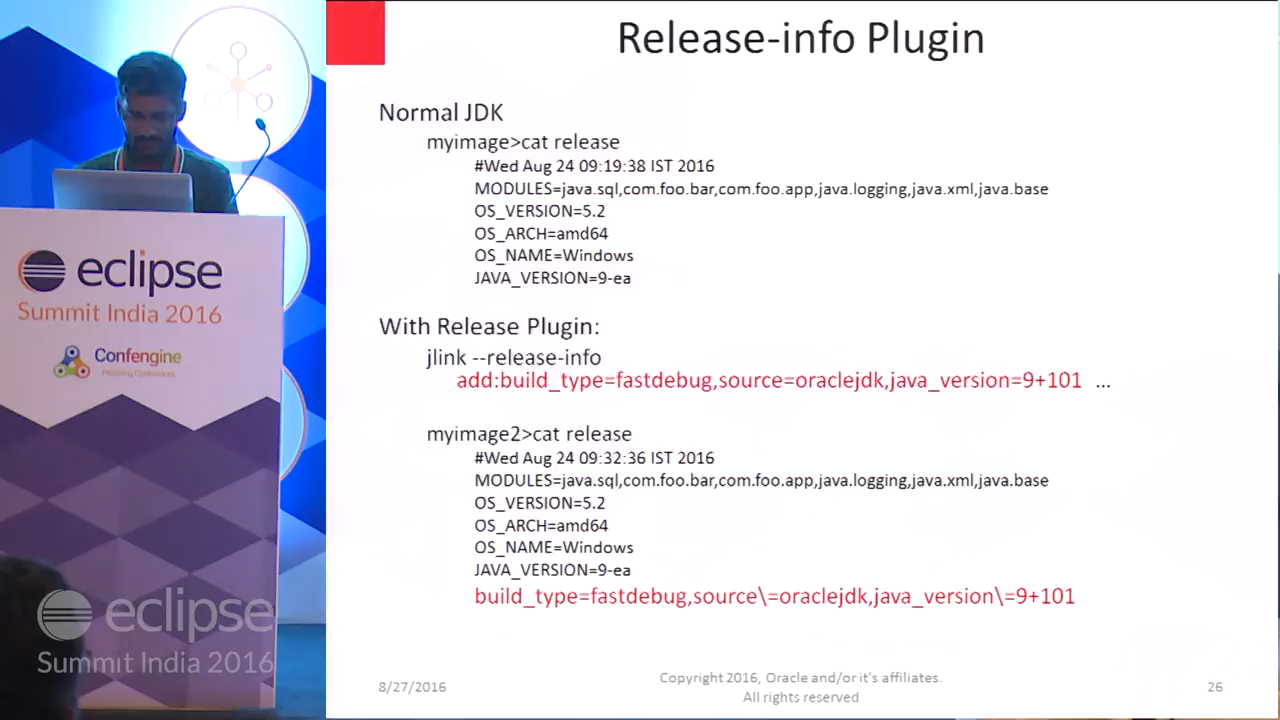 Release-info Plugin
Normal JDK
myimage>cat release
#Wed Aug 24 09:19:38 IST 2016
MODULES=java.sql,com.foo.bar,com.foo.app,java.logging,java.xml,java.base
OS_VERSION=5.2
OS_ARCH=amd64
OS_NAME=Windows
JAVA_VERSION=9-ea
With Release Plugin:
jlink --release-info
add:build_type=fastdebug,source=oraclejdk,java_version=9+101 ...
myimage2>cat release
#Wed Aug 24 09:32:36 IST 2016
MODULES=java.sql,com.foo.bar,com.foo.app,java.logging,java.xml,java.base
OS_VERSION=5.2
OS_ARCH=amd64
OS_NAME=Windows
JAVA_VERSION=9-ea
build_type=fastdebug,source\=oraclejdk,java_version\=9+101
8/27/2016
Copyright 2016, Oracle and/or it's affiliates.
All rights reserved
26
eclipse
Summit India 2016
Confengine
eclipse
Summit India 2016